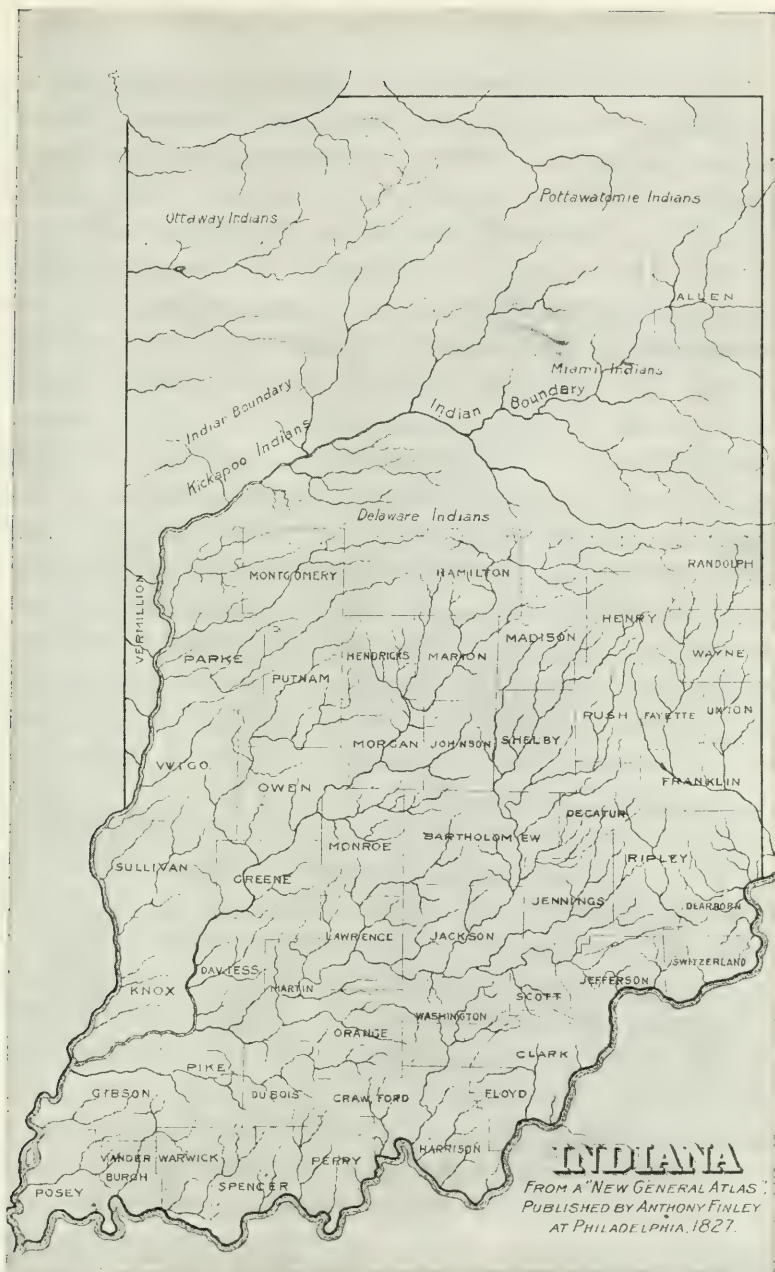 Ottaway Indians
Pottawatomie Indians
ALLEN
Miami Indians
Indian Boundary
Indian Boundary
Kickapoo Indians
Delaware Indians
VERMILLION
MONTGOMERY
HAMILTON
RANDOLPH
HENRY
MADISON
PARKE
HENDRICKS
MARION
WAYNE
PUTNAM
RUSH
FAYETTE
UNION
MORGAN
JOHNSON
SHELBY
VIGO
OWEN
FRANKLIN
DECATUR
BARTHOLOMEW
MONROE
RIPLEY
SULLIVAN
GREENE
JENNINGS
DEARBORN
LAWRENCE
JACKSON
SWITZERLAND
DAVIESS
JEFFERSON
KNOX
MARTIN
SCOTT
WASHINGTON
ORANGE
CLARK
PIKE
GIBSON
DUBOIS
CRAWFORD
FLOYD
HARRISON
VANDER
BURGH
WARWICK
PERRY
SPENCER
POSEY
INDIANA
FROM A "NEW GENERAL ATLAS".
PUBLISHED BY ANTHONY FINLEY
AT PHILADELPHIA, 1827.